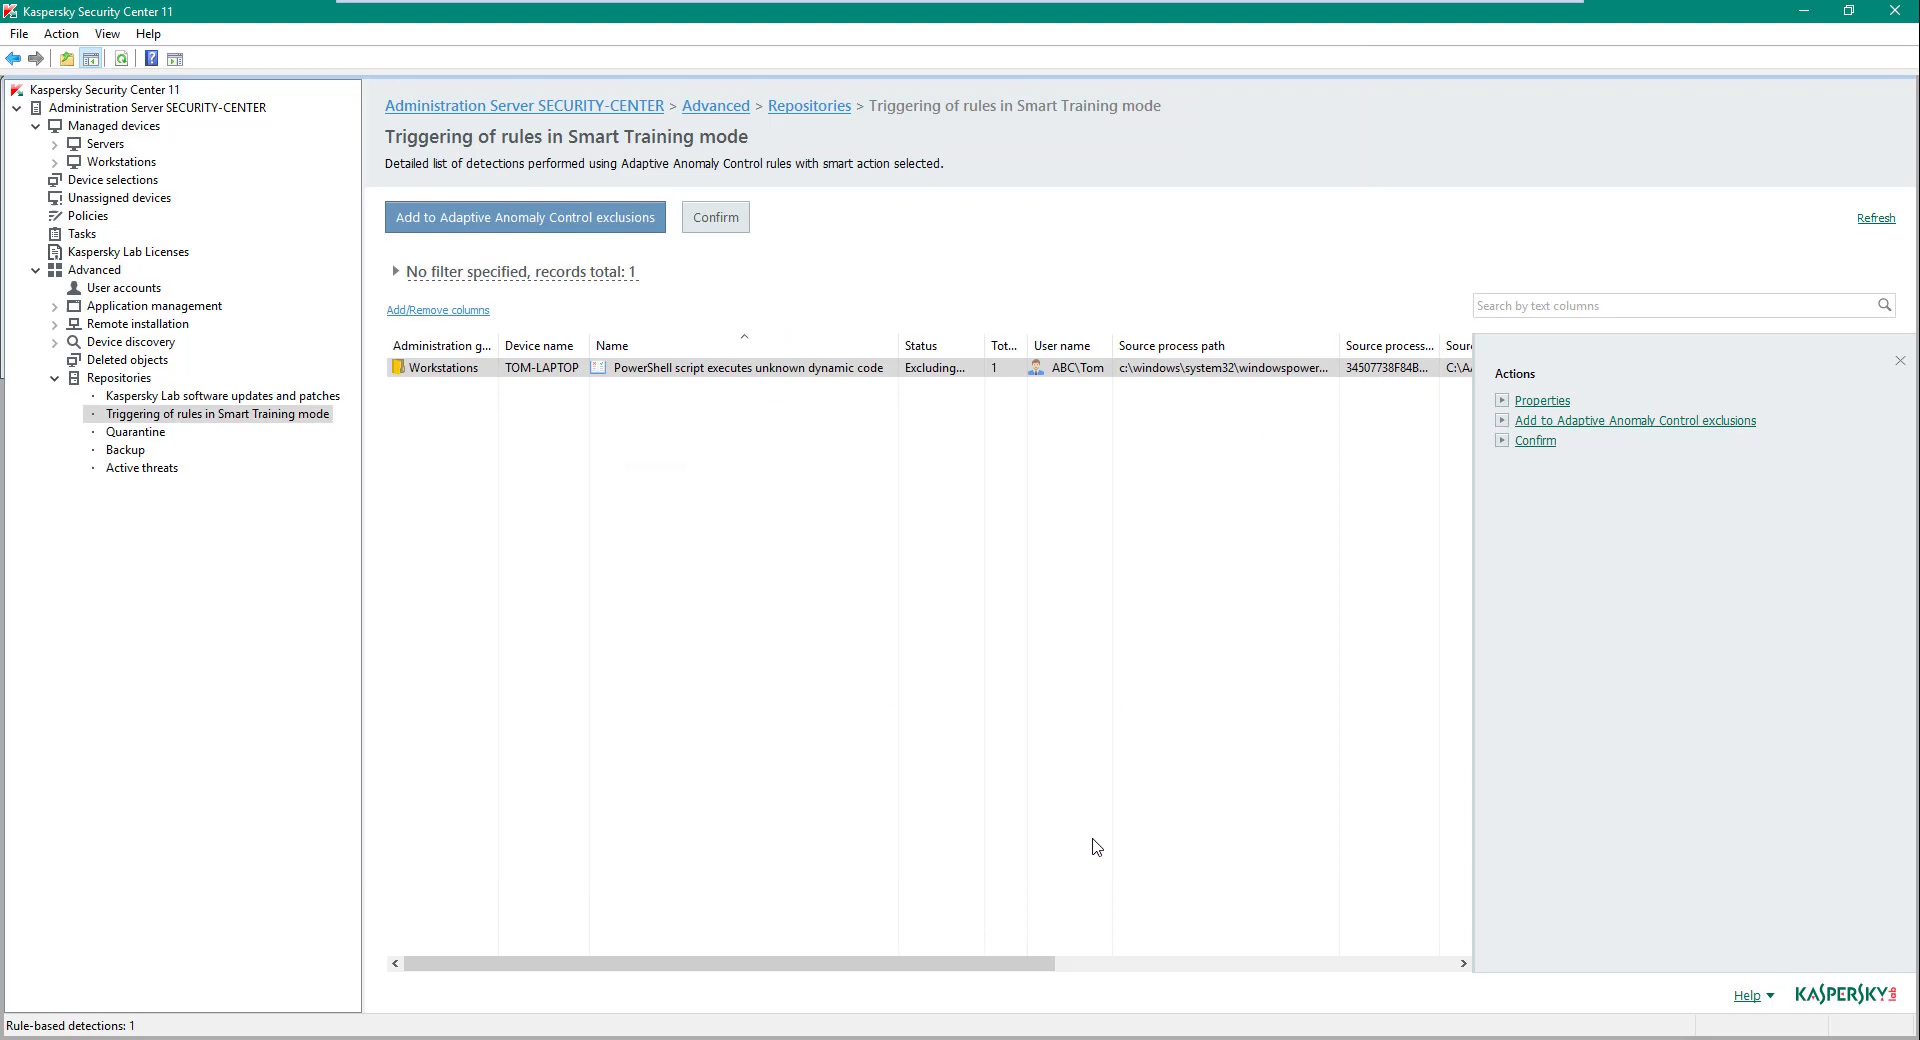 Kaspersky Security Center 11
File Action View Help
Kaspersky Security Center 11
Administration Server SECURITY-CENTER
Managed devices
Servers
Workstations
Device selections
Unassigned devices
Policies
Tasks
Kaspersky Lab Licenses
Advanced
User accounts
Application management
Remote installation
Device discovery
Deleted objects
Repositories
Kaspersky Lab software updates and patches
Triggering of rules in Smart Training mode
Quarantine
Backup
Active threats
Administration Server SECURITY-CENTER > Advanced > Repositories > Triggering of rules in Smart Training mode
Triggering of rules in Smart Training mode
Detailed list of detections performed using Adaptive Anomaly Control rules with smart action selected.
Add to Adaptive Anomaly Control exclusions Confirm Refresh
No filter specified, records total: 1
Add/Remove columns Search by text columns
Administration g... Device name Name Status Tot... User name Source process path Source process... Sour
Workstations TOM-LAPTOP PowerShell script executes unknown dynamic code Excluding... 1 ABC\Tom c:\windows\system32\windowspower... 34507738F84B... C:\A
Actions
Properties
Add to Adaptive Anomaly Control exclusions
Confirm
Help KASPERSKY lab
Rule-based detections: 1